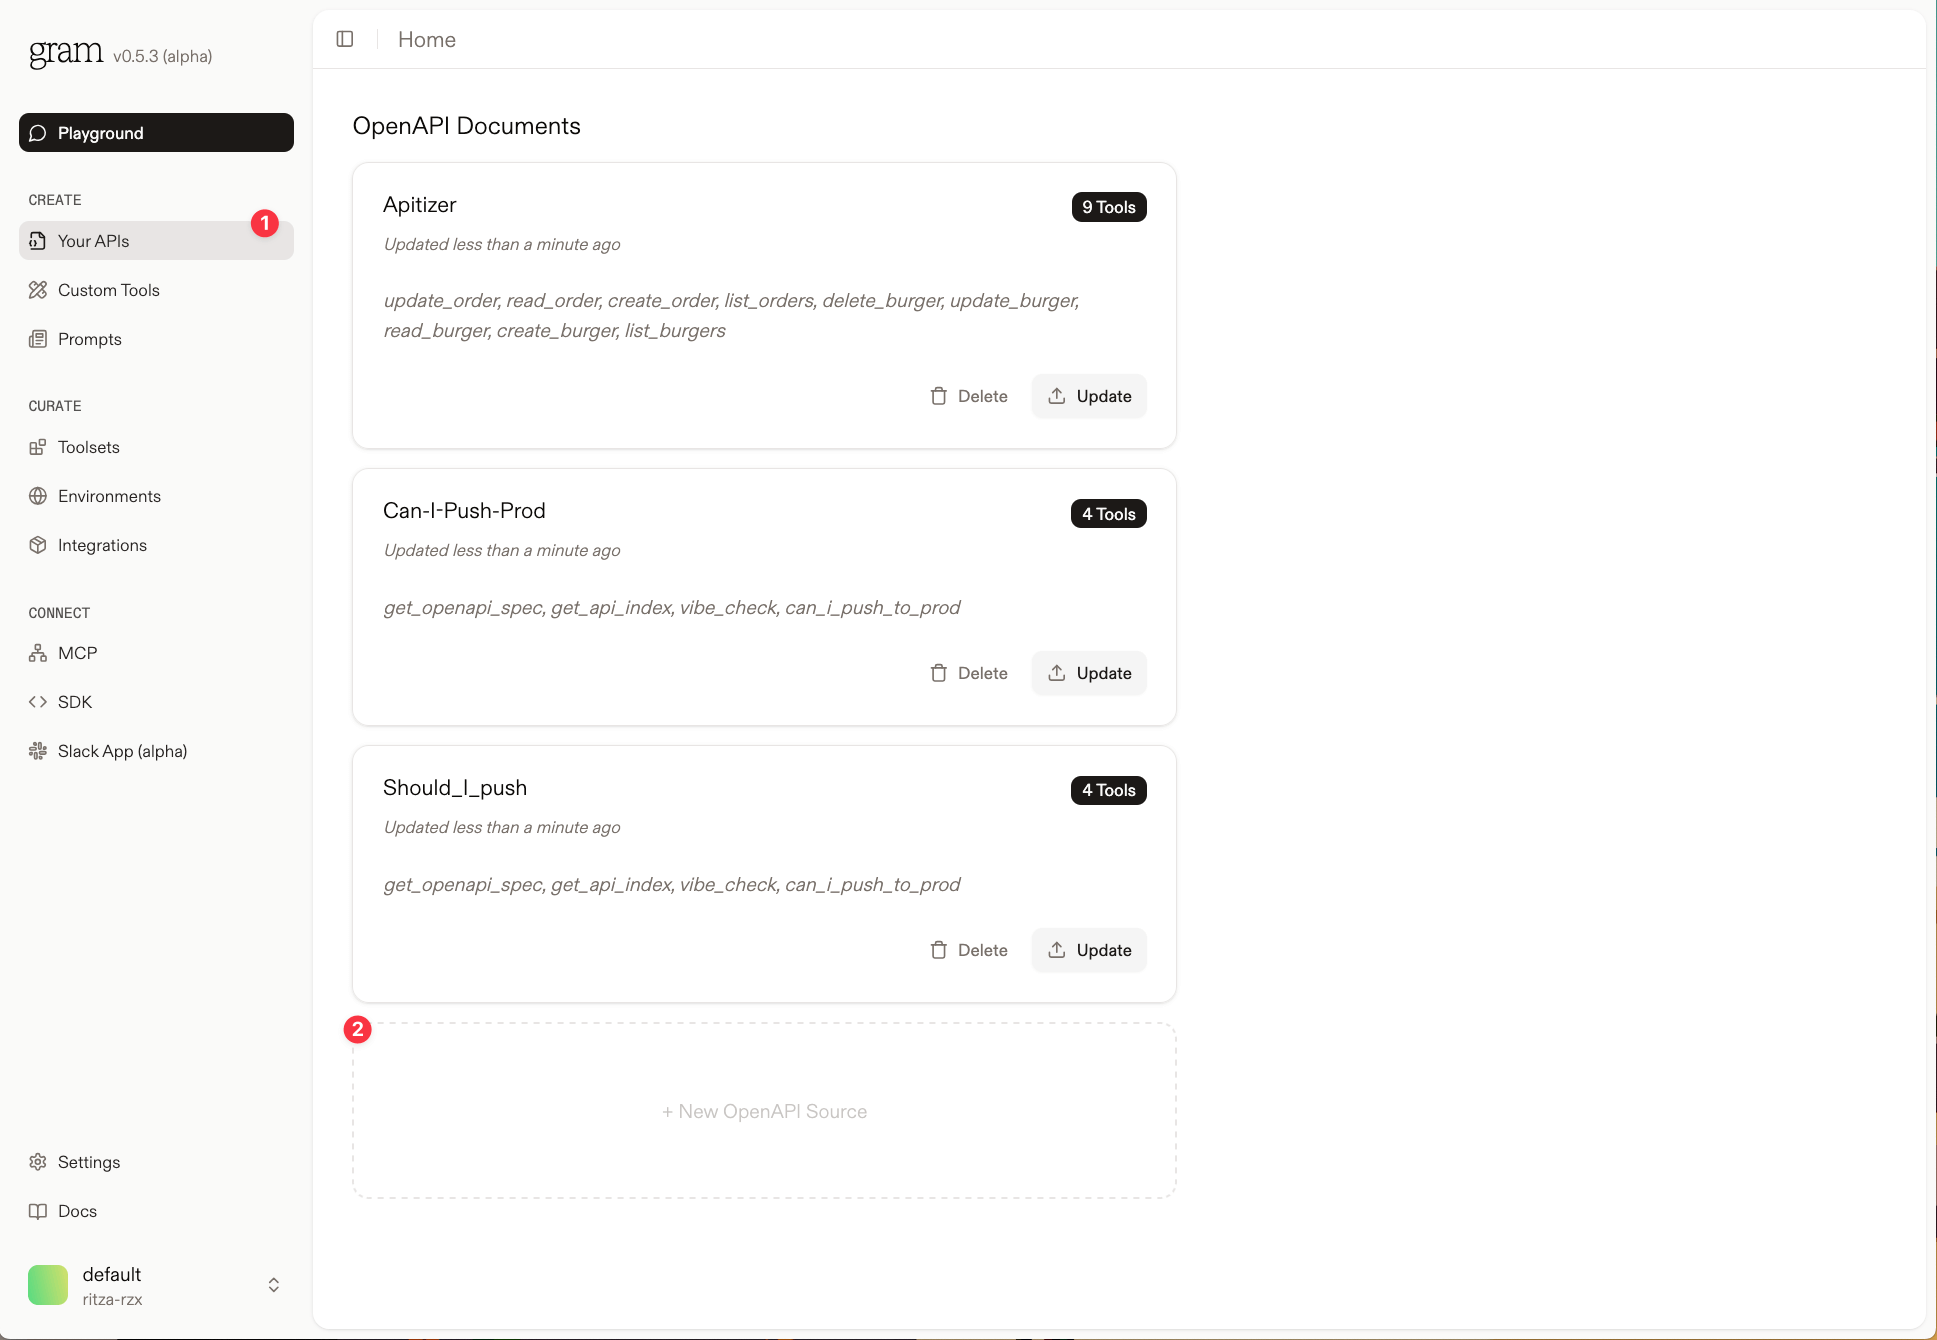 gram v0.5.3 (alpha)
Playground
CREATE
1
Your APIs
Custom Tools
Prompts
CURATE
Toolsets
Environments
Integrations
CONNECT
MCP
SDK
Slack App (alpha)
Settings
Docs
default
ritza-rzx
Home
OpenAPI Documents
Apitizer
9 Tools
Updated less than a minute ago
update_order, read_order, create_order, list_orders, delete_burger, update_burger,
read_burger, create_burger, list_burgers
Delete
Update
Can-I-Push-Prod
4 Tools
Updated less than a minute ago
get_openapi_spec, get_api_index, vibe_check, can_i_push_to_prod
Delete
Update
Should_I_push
4 Tools
Updated less than a minute ago
get_openapi_spec, get_api_index, vibe_check, can_i_push_to_prod
Delete
Update
2
+ New OpenAPI Source